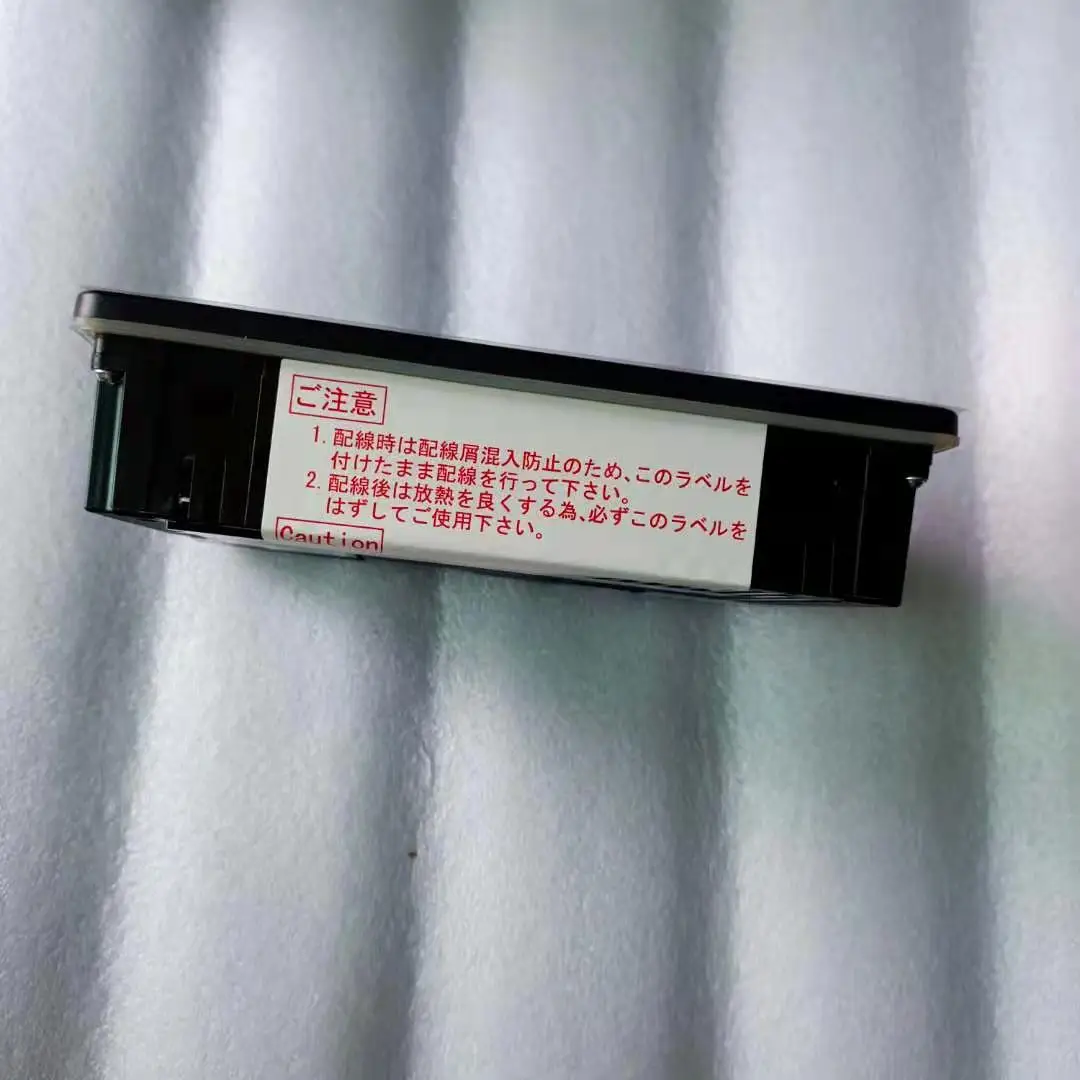 ご注意
1. 配線時は配線屑混入防止のため、このラベルを
付けたまま配線を行って下さい。
2. 配線後は放熱を良くする為、必ずこのラベルを
はずしてご使用下さい。
Caution